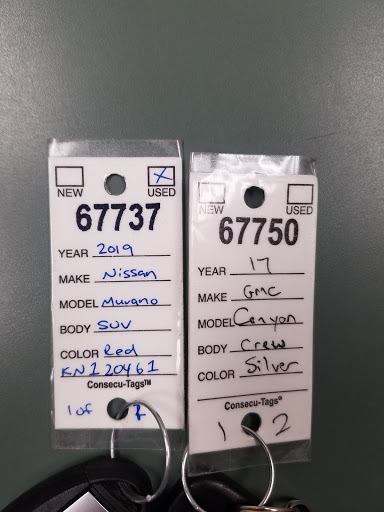 NEW USED
67737
YEAR 2019
MAKE Nissan
MODEL Murano
BODY SUV
COLOR Red
KN120461
Consecu-Tags™
1 of
NEW USED
67750
YEAR 17
MAKE GMC
MODEL Canyon
BODY Crew
COLOR Silver
Consecu-Tags®
1 2